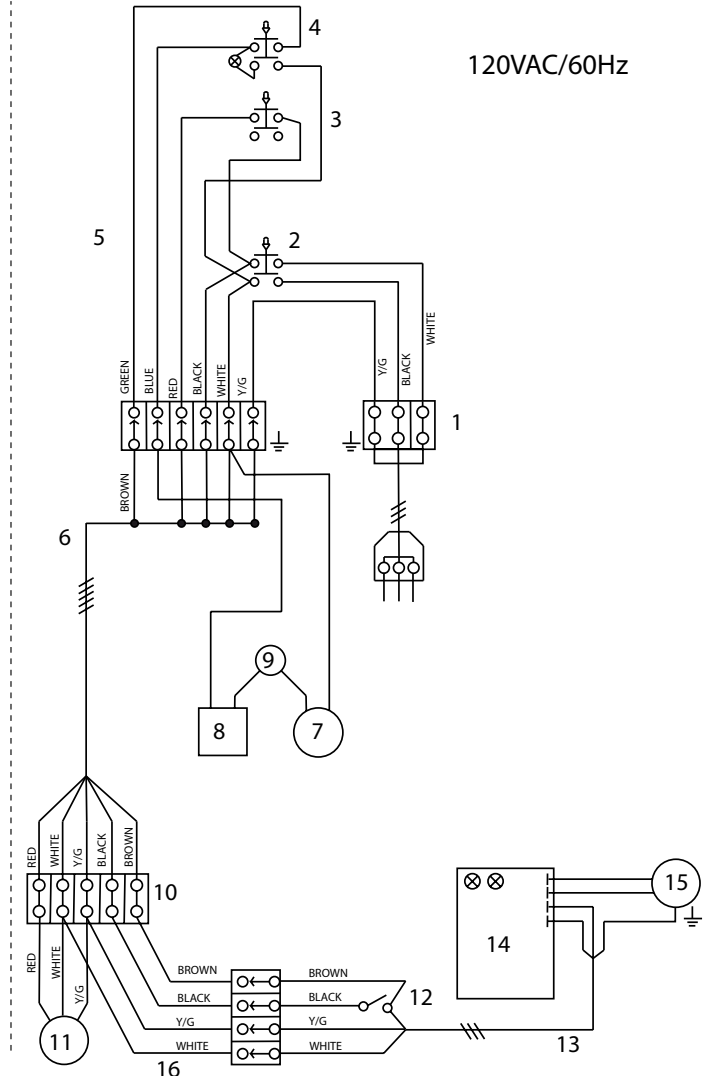 4
120VAC/60Hz
3
5
2
GREEN
BLUE
RED
BLACK
WHITE
Y/G
Y/G
BLACK
WHITE
1
BROWN
6
9
8
7
RED
WHITE
Y/G
BLACK
BROWN
10
15
14
RED
WHITE
Y/G
11
BROWN
BROWN
12
BLACK
BLACK
Y/G
Y/G
13
WHITE
WHITE
16